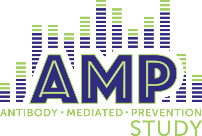 AMP
ANTIBODY • MEDIATED • PREVENTION
STUDY